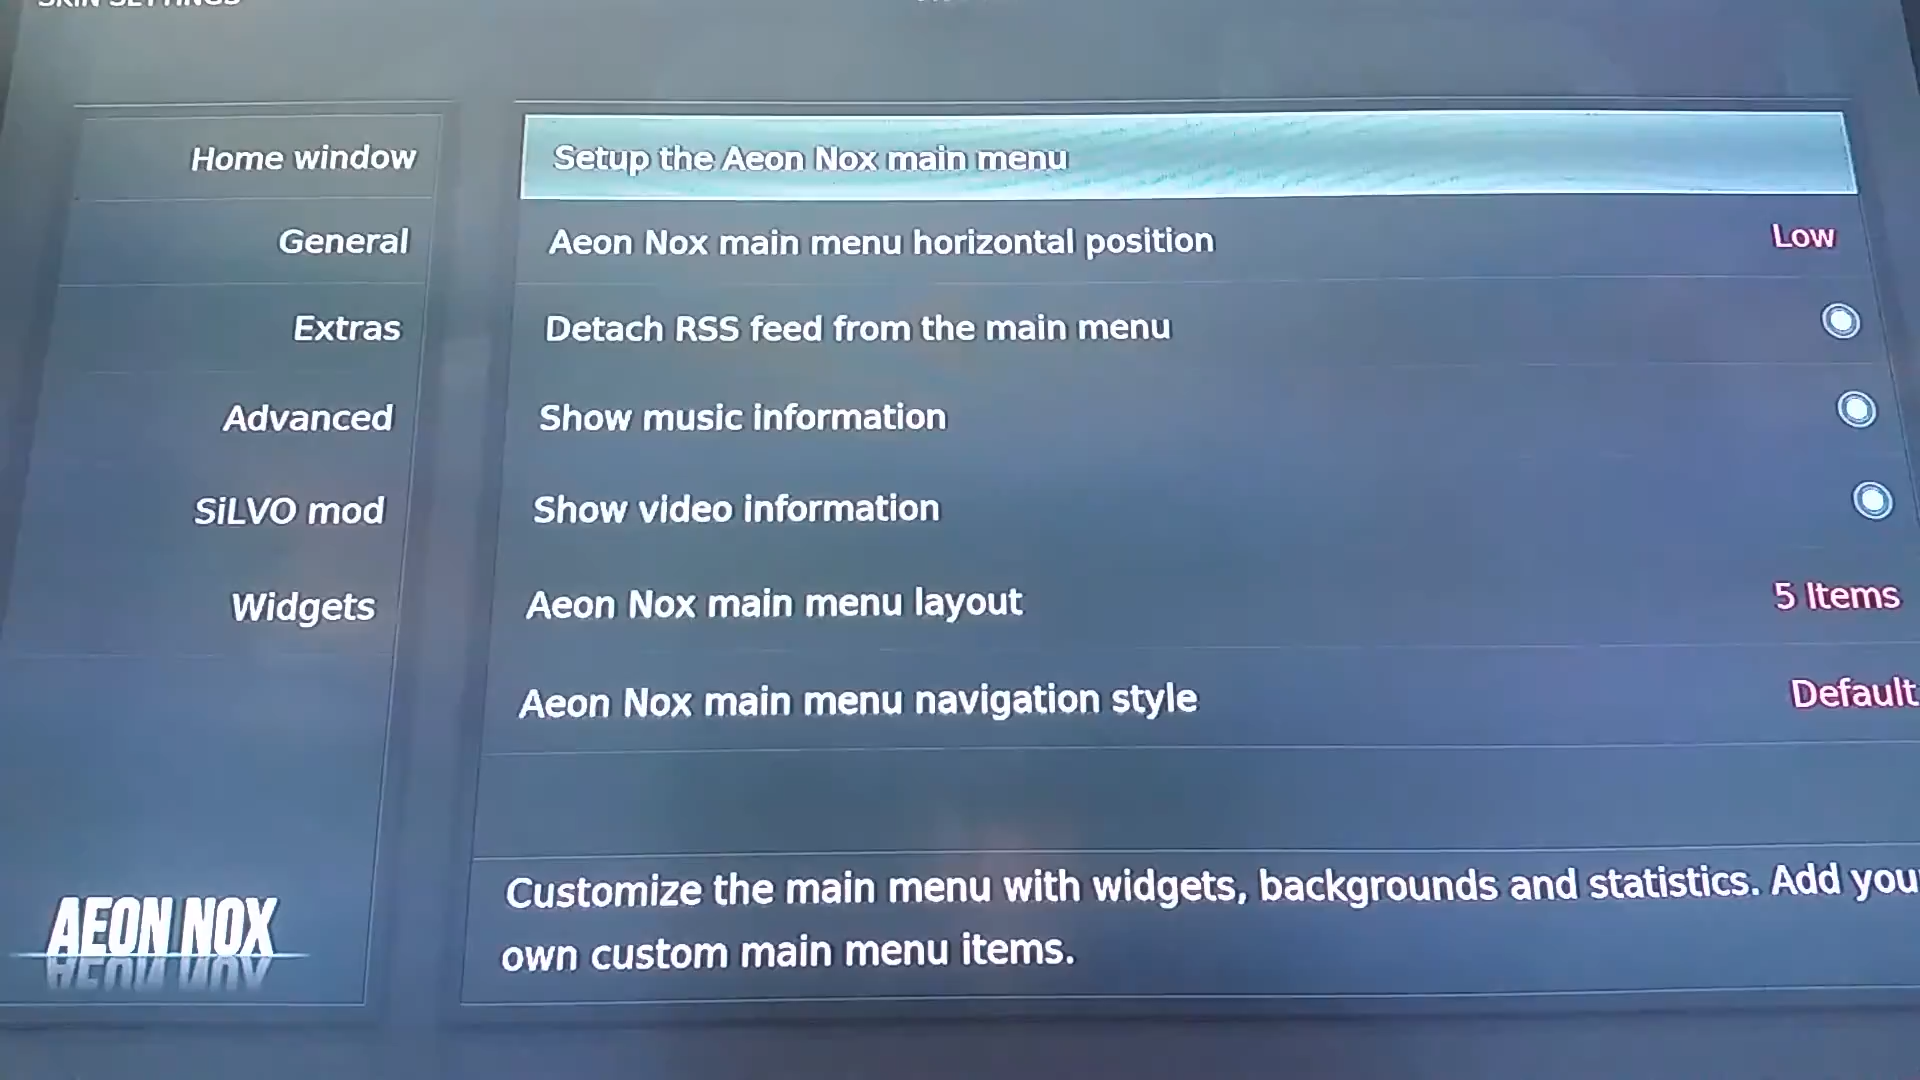 SKIN SETTINGS
Home window
General
Extras
Advanced
SiLVO mod
Widgets
AEON NOX
Setup the Aeon Nox main menu
Aeon Nox main menu horizontal position Low
Detach RSS feed from the main menu
Show music information
Show video information
Aeon Nox main menu layout 5 Items
Aeon Nox main menu navigation style Default
Customize the main menu with widgets, backgrounds and statistics. Add you
own custom main menu items.